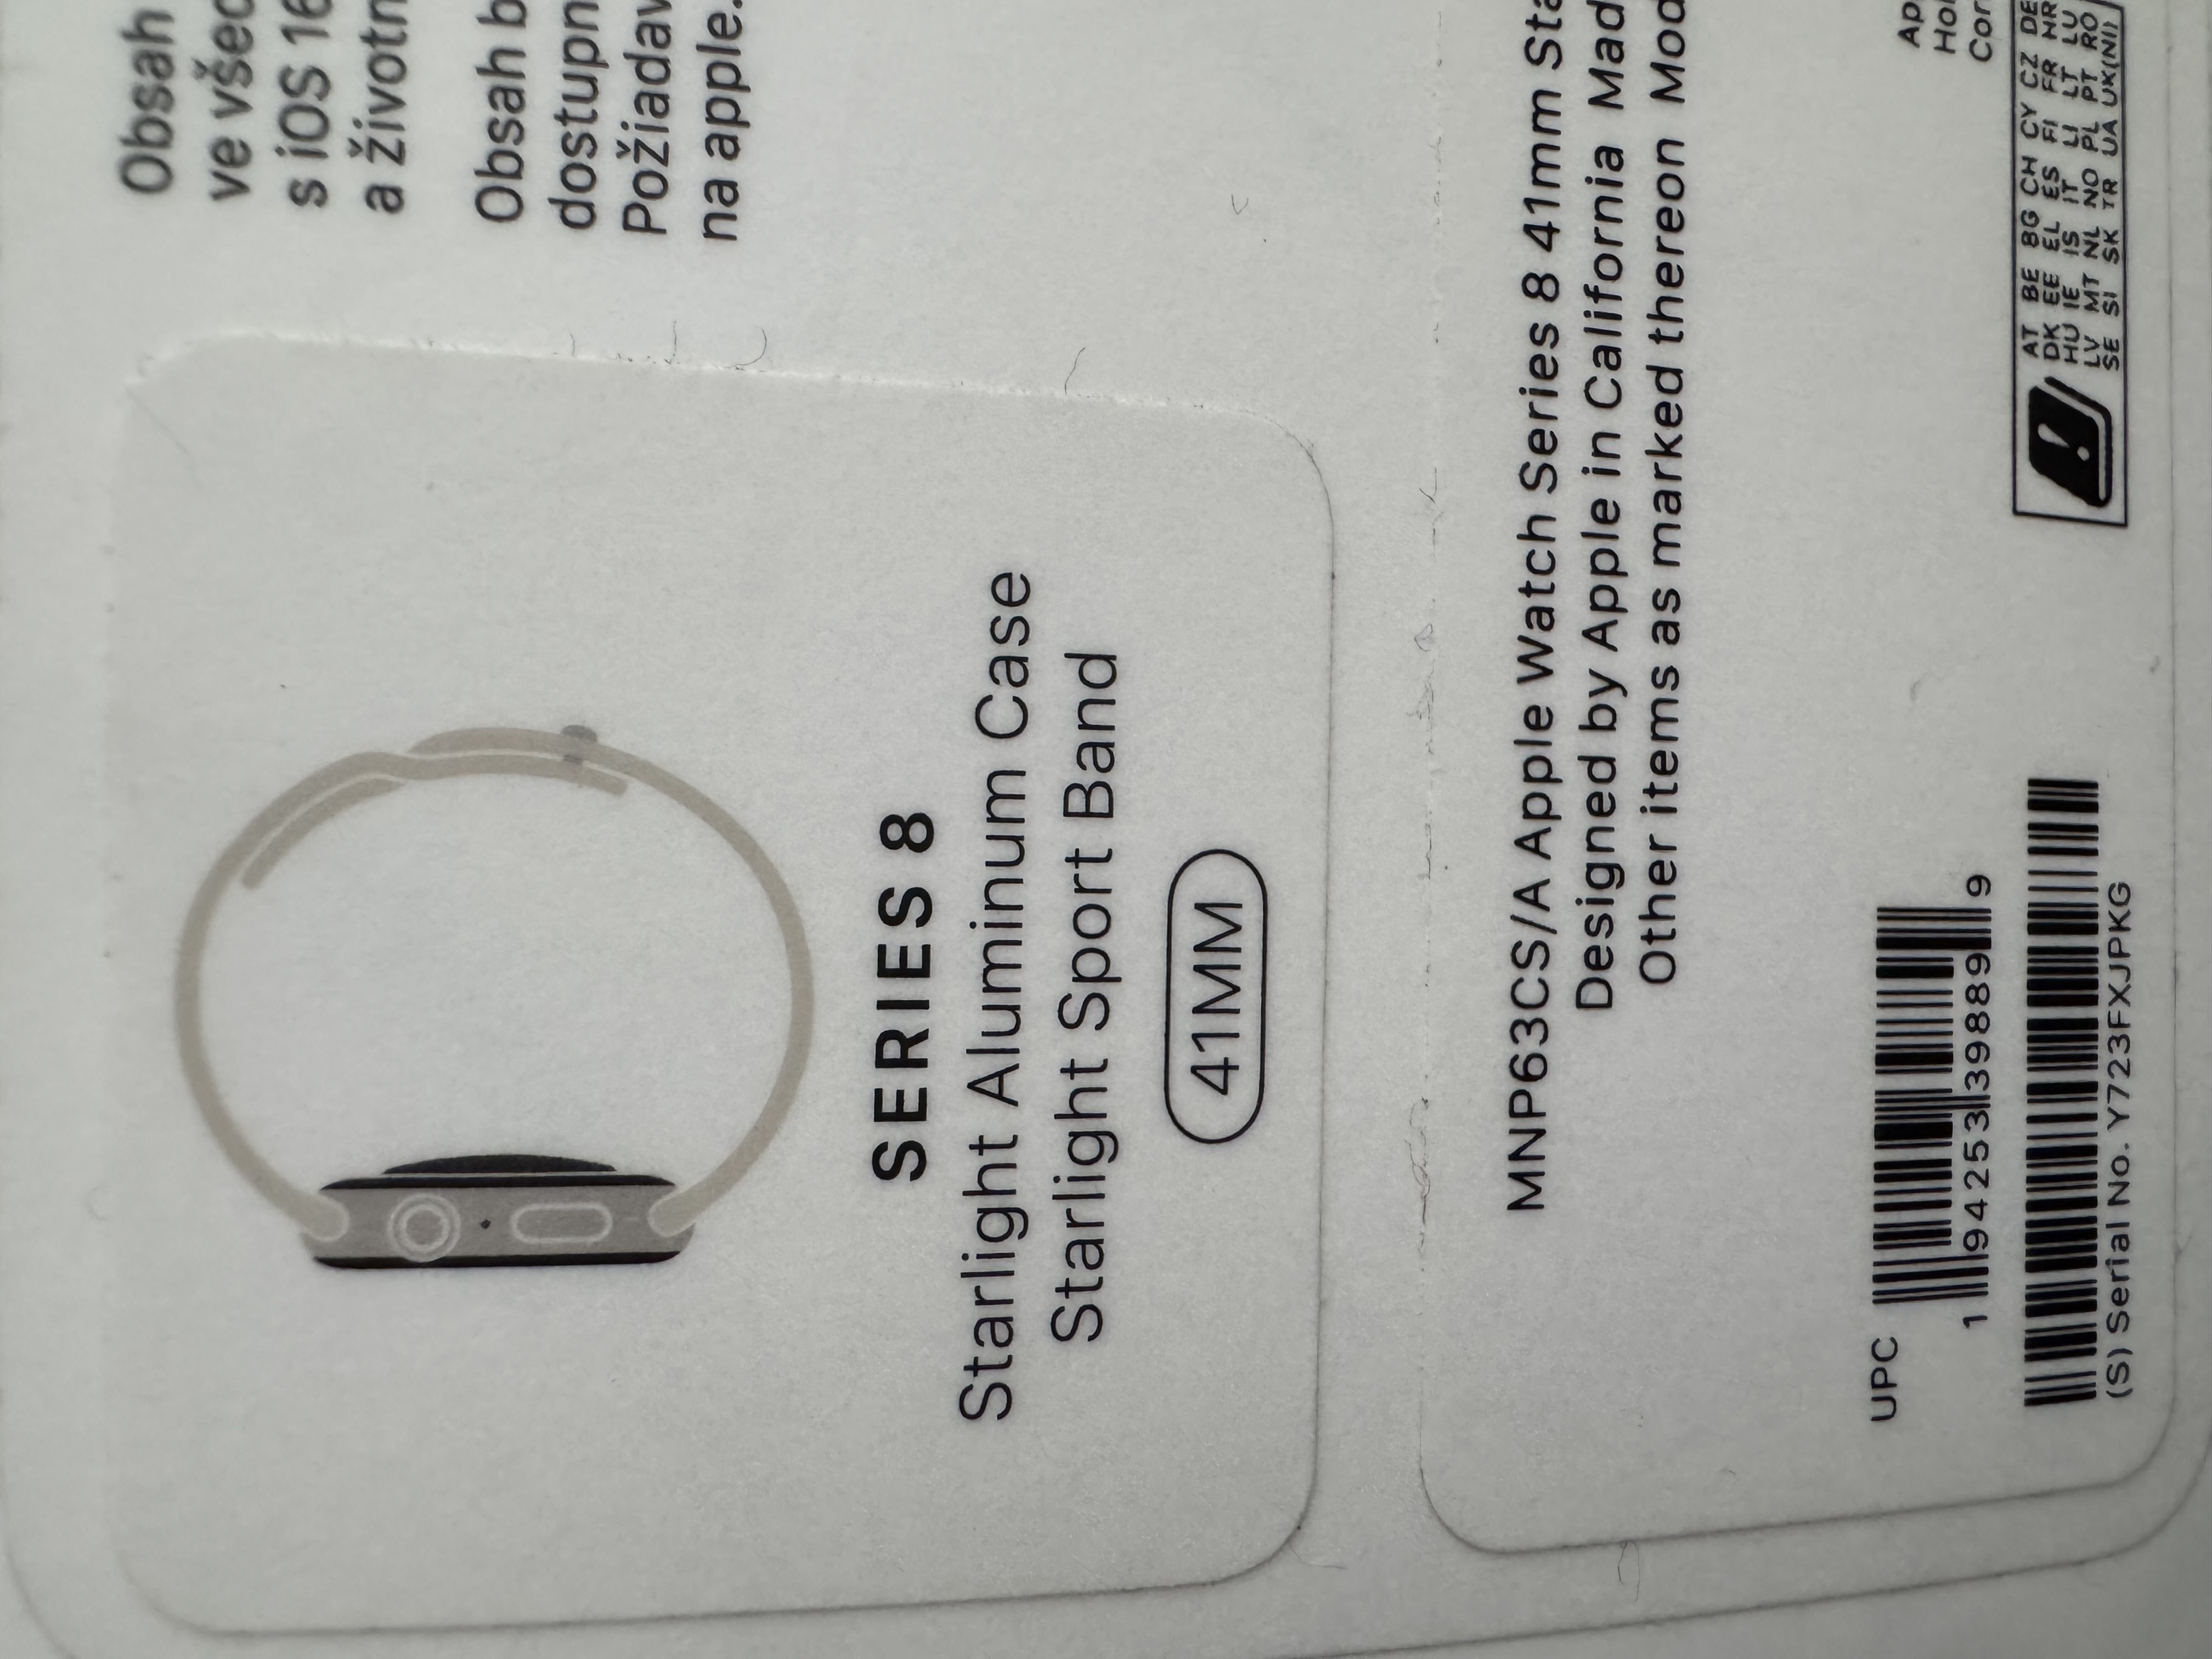 Obsah
s iOS 16
Obsah b
Požiadav
na apple.
SERIES 8
Starlight Aluminum Case
Starlight Sport Band
41MM
MNP63CS/A Apple Watch Series 8 41mm Sta
Designed by Apple in California Mad
Other items as marked thereon Mod
UPC
1 94253 39889 9
(S) Serial No. Y723FXJPKG
AT BE BG CH CY CZ DE
DK EE EL ES FI FR HR
HU IE IS IT LI LT LU
LV MT NL NO PL PT RO
SE SI SK TR UA UK(NI)